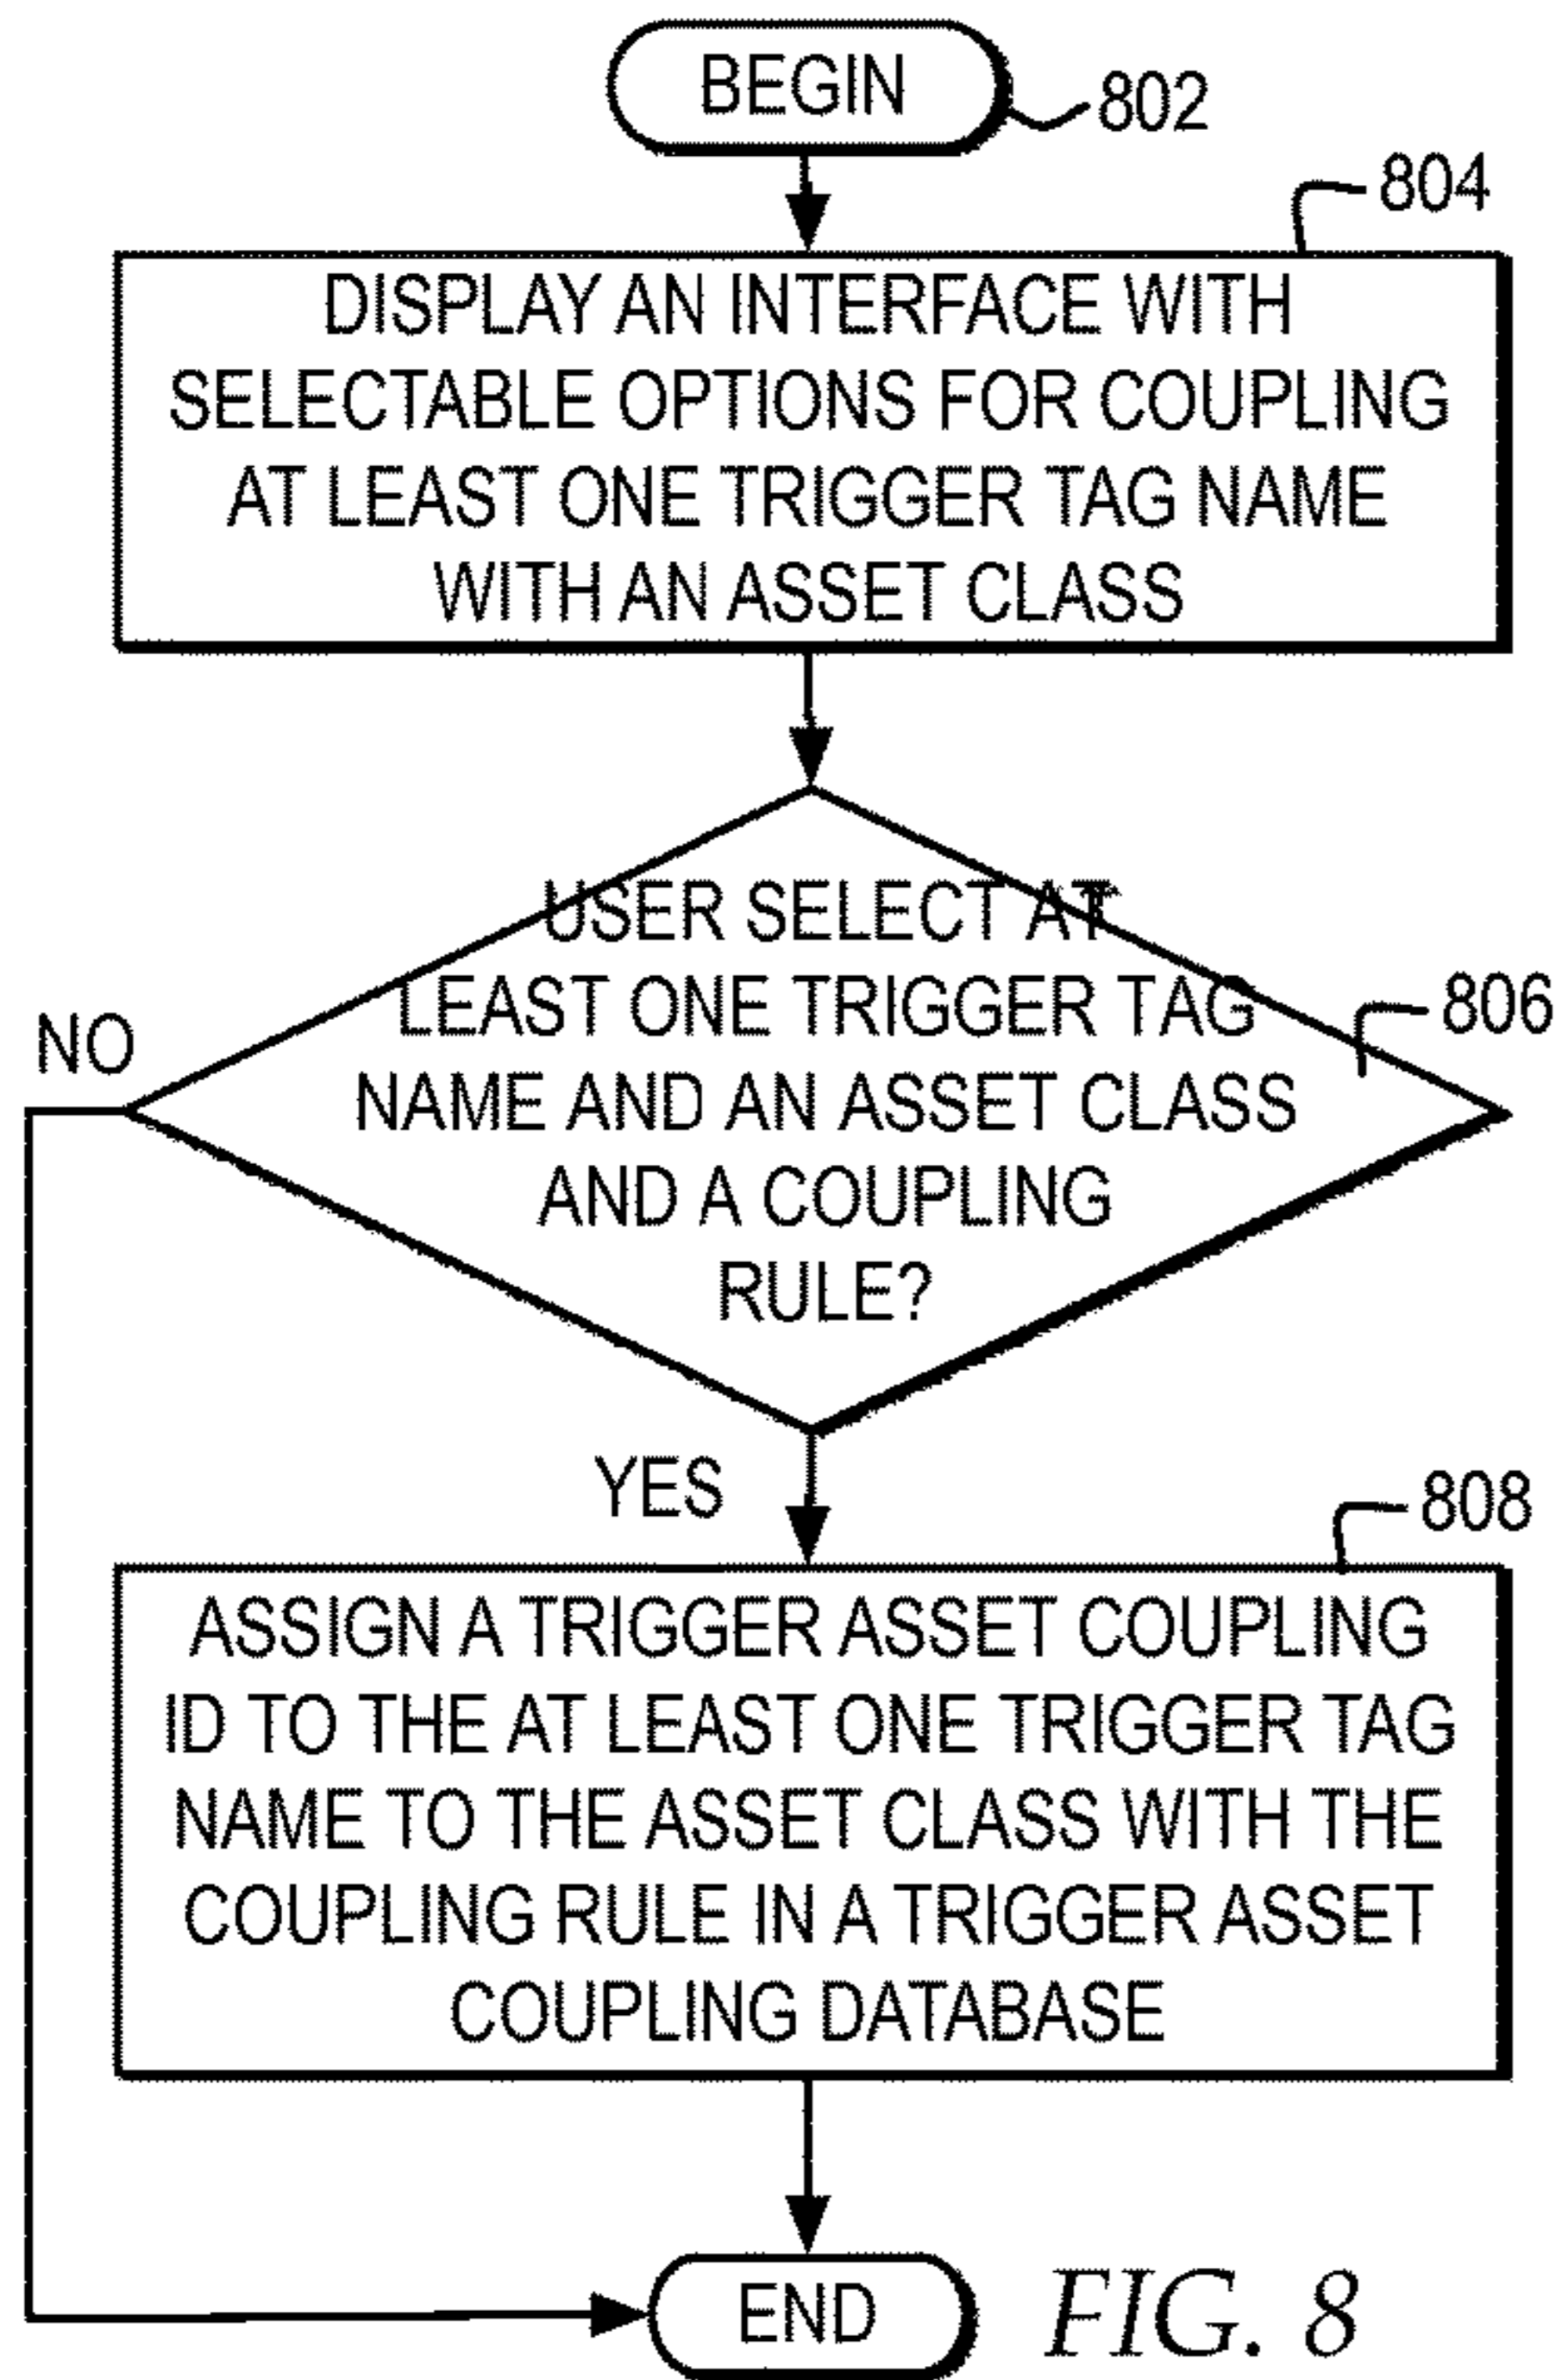 BEGIN
802
804
DISPLAY AN INTERFACE WITH
SELECTABLE OPTIONS FOR COUPLING
AT LEAST ONE TRIGGER TAG NAME
WITH AN ASSET CLASS
USER SELECT AT
LEAST ONE TRIGGER TAG
NAME AND AN ASSET CLASS
AND A COUPLING
RULE?
806
NO
YES
808
ASSIGN A TRIGGER ASSET COUPLING
ID TO THE AT LEAST ONE TRIGGER TAG
NAME TO THE ASSET CLASS WITH THE
COUPLING RULE IN A TRIGGER ASSET
COUPLING DATABASE
END
FIG. 8